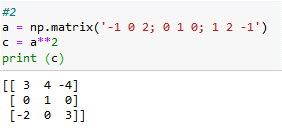 #2
a = np.matrix('-1 0 2; 0 1 0; 1 2 -1')
c = a**2
print (c)
[[ 3  4 -4]
 [ 0  1  0]
 [-2  0  3]]